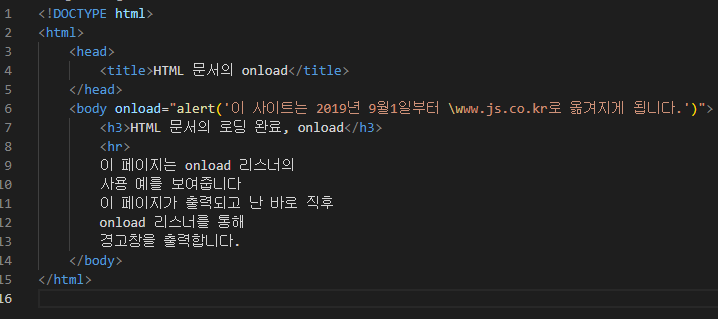 1 <!DOCTYPE html>
2 <html>
3 <head>
4 <title>HTML 문서의 onload</title>
5 </head>
6 <body onload="alert('이 사이트는 2019년 9월1일부터 \www.js.co.kr로 옮겨지게 됩니다.')">
7 <h3>HTML 문서의 로딩 완료, onload</h3>
8 <hr>
9 이 페이지는 onload 리스너의
10 사용 예를 보여줍니다
11 이 페이지가 출력되고 난 바로 직후
12 onload 리스너를 통해
13 경고창을 출력합니다.
14 </body>
15 </html>
16